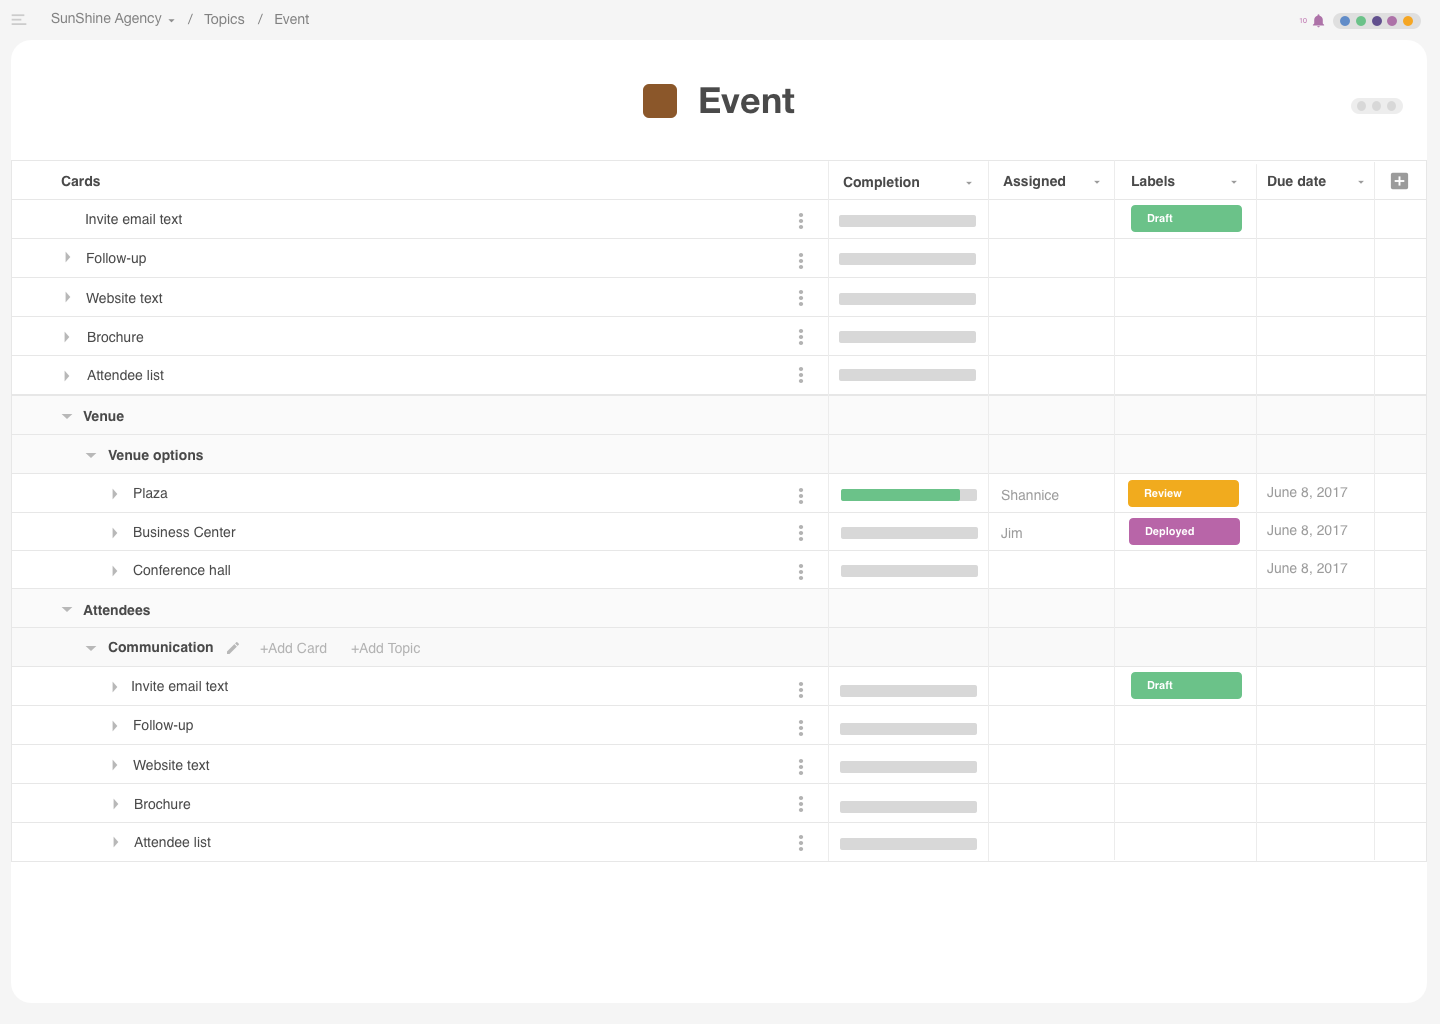 SunShine Agency / Topics / Event
10
Event
Cards Completion Assigned Labels Due date
Invite email text Draft
Follow-up
Website text
Brochure
Attendee list
Venue
Venue options
Plaza Shannice Review June 8, 2017
Business Center Jim Deployed June 8, 2017
Conference hall June 8, 2017
Attendees
Communication +Add Card +Add Topic
Invite email text Draft
Follow-up
Website text
Brochure
Attendee list